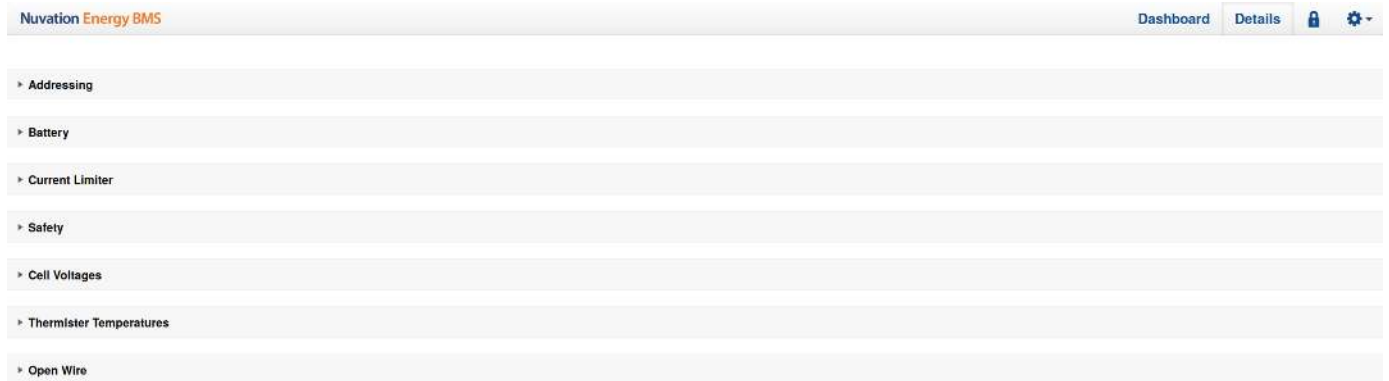 Nuvation Energy BMS
Dashboard Details
Addressing
Battery
Current Limiter
Safety
Cell Voltages
Thermister Temperatures
Open Wire